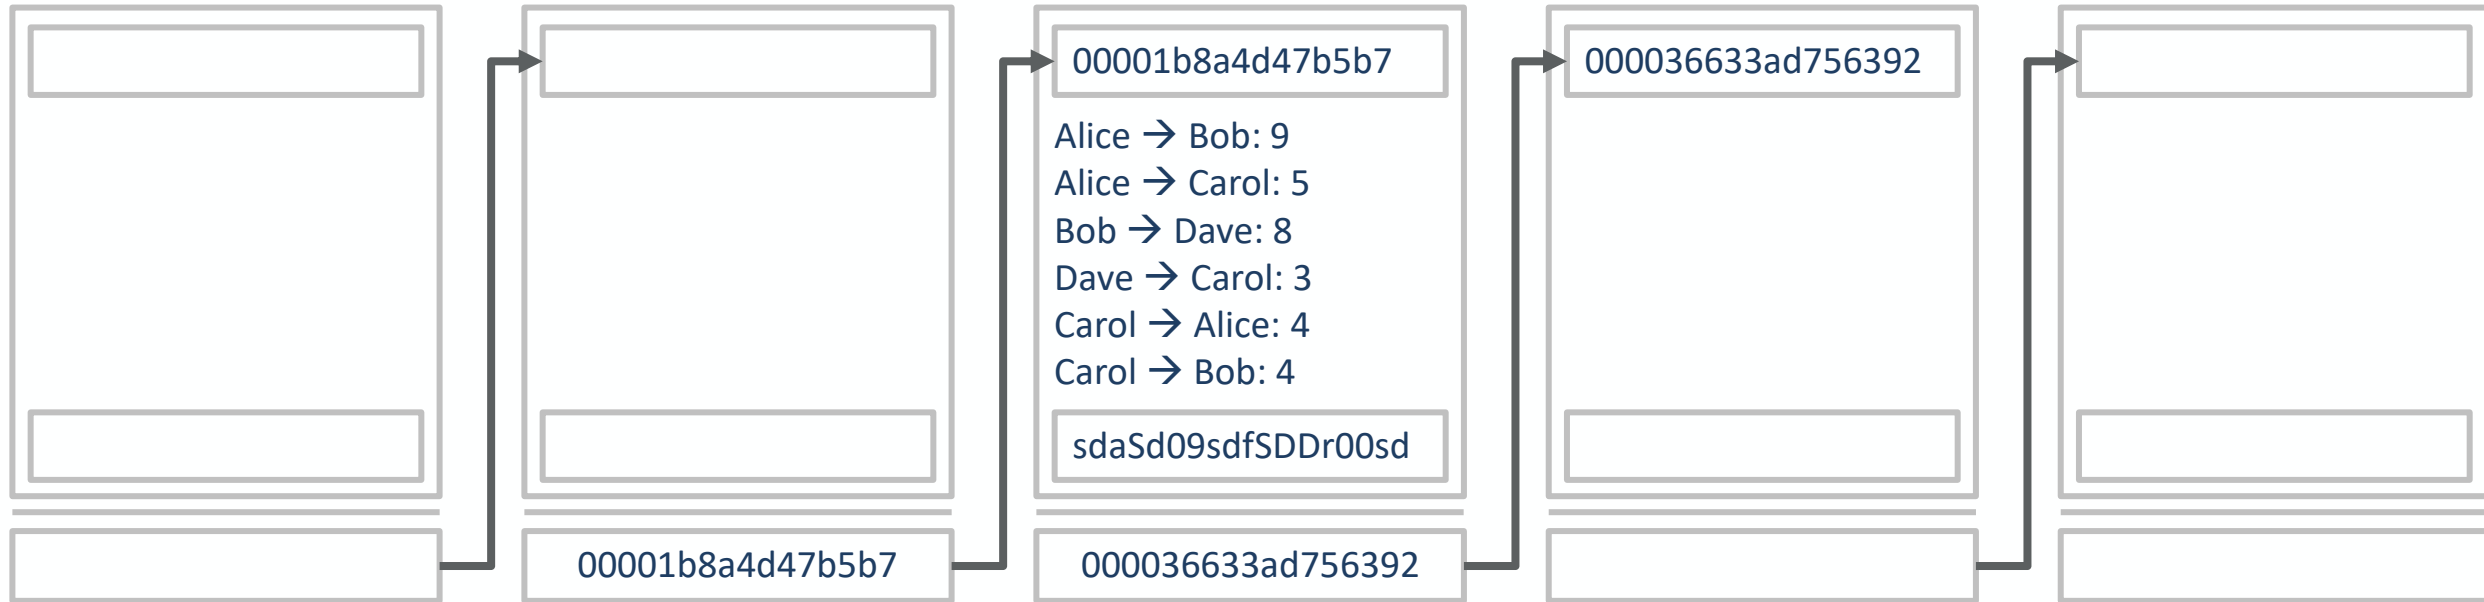 00001b8a4d47b5b7
000036633ad756392
Alice → Bob: 9
Alice → Carol: 5
Bob → Dave: 8
Dave → Carol: 3
Carol → Alice: 4
Carol → Bob: 4
sdaSd09sdfSDDr00sd
00001b8a4d47b5b7
000036633ad756392